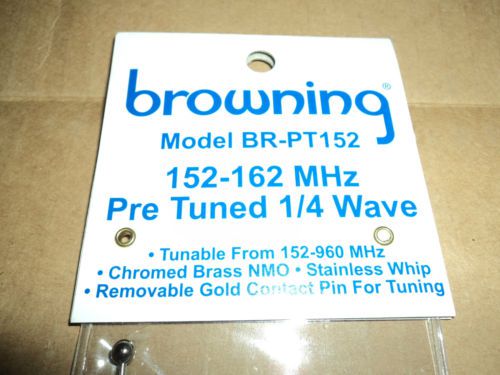 browning®
Model BR-PT152
152-162 MHz
Pre Tuned 1/4 Wave
• Tunable From 152-960 MHz
• Chromed Brass NMO • Stainless Whip
• Removable Gold Contact Pin For Tuning